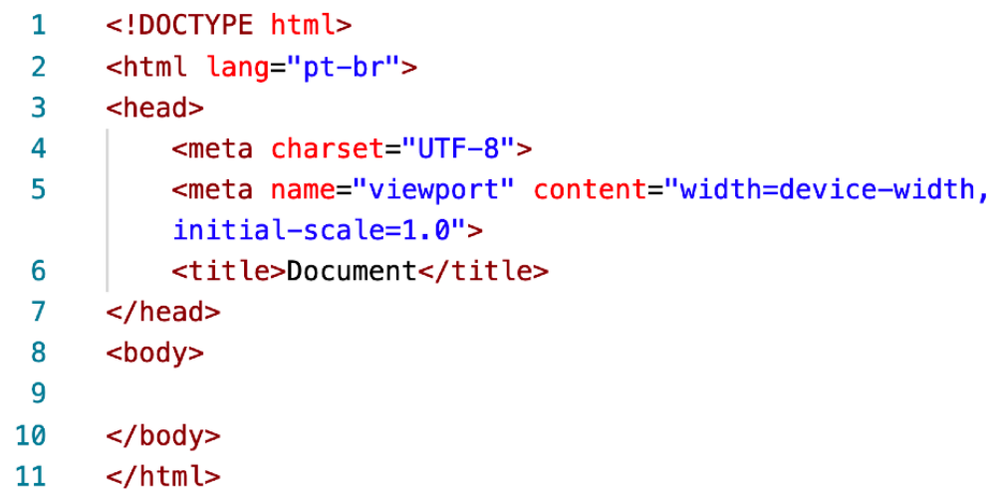 1 <!DOCTYPE html>
2 <html lang="pt-br">
3 <head>
4 <meta charset="UTF-8">
5 <meta name="viewport" content="width=device-width,
initial-scale=1.0">
6 <title>Document</title>
7 </head>
8 <body>
9
10 </body>
11 </html>